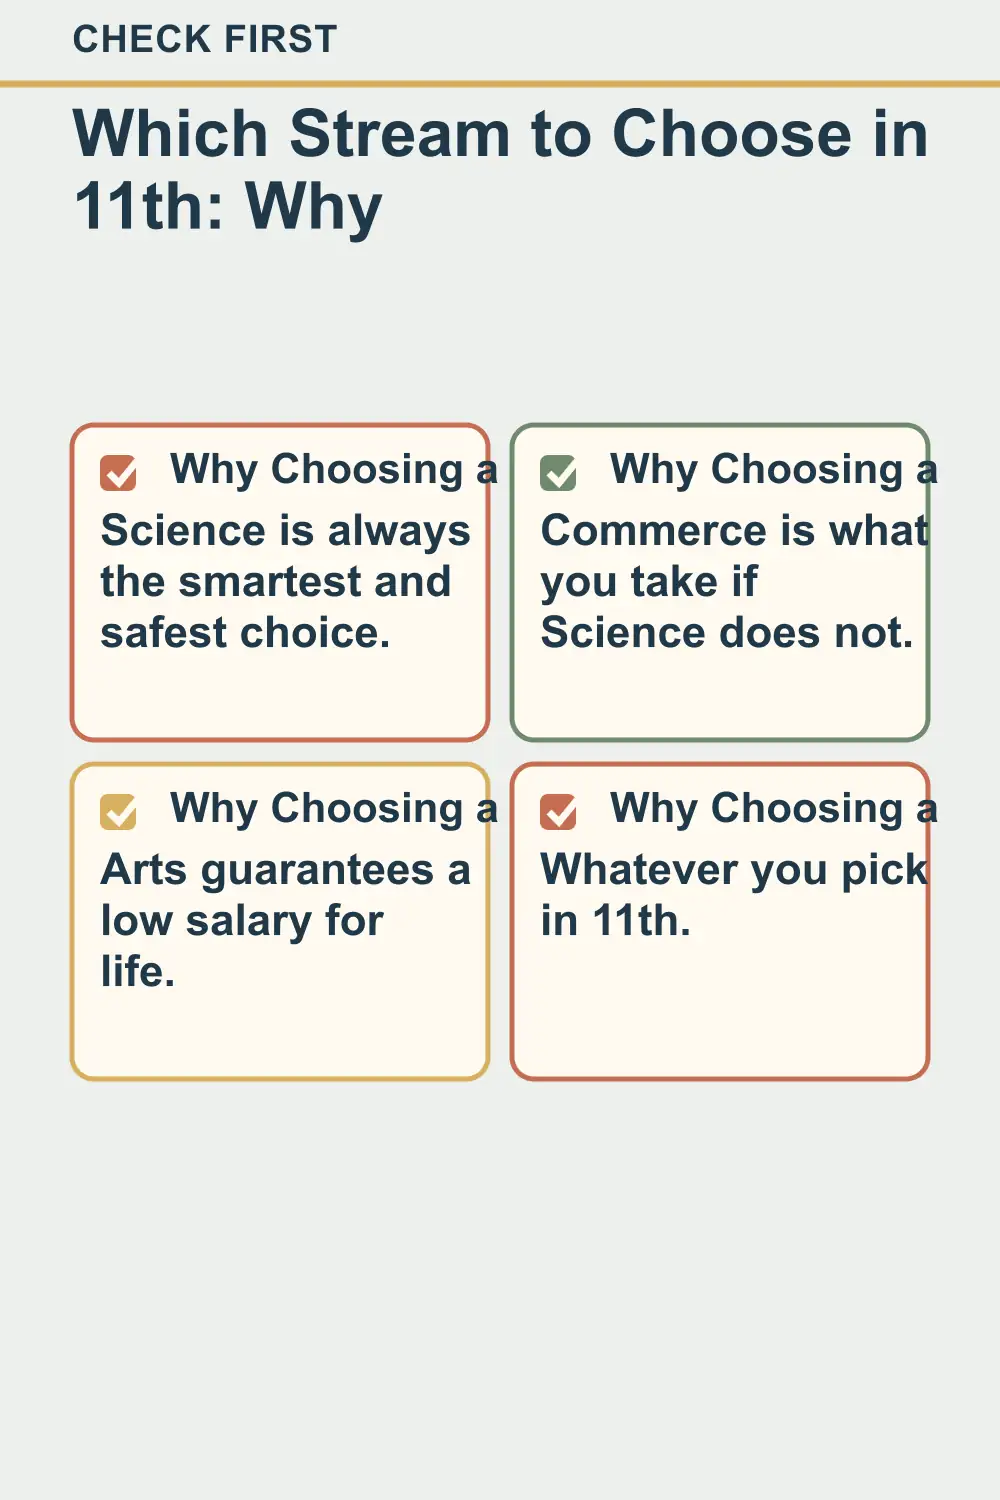 CHECK FIRST
Which Stream to Choose in
11th: Why
Why Choosing a
Science is always
the smartest and
safest choice.
Why Choosing a
Commerce is what
you take if
Science does not.
Why Choosing a
Arts guarantees a
low salary for
life.
Why Choosing a
Whatever you pick
in 11th.